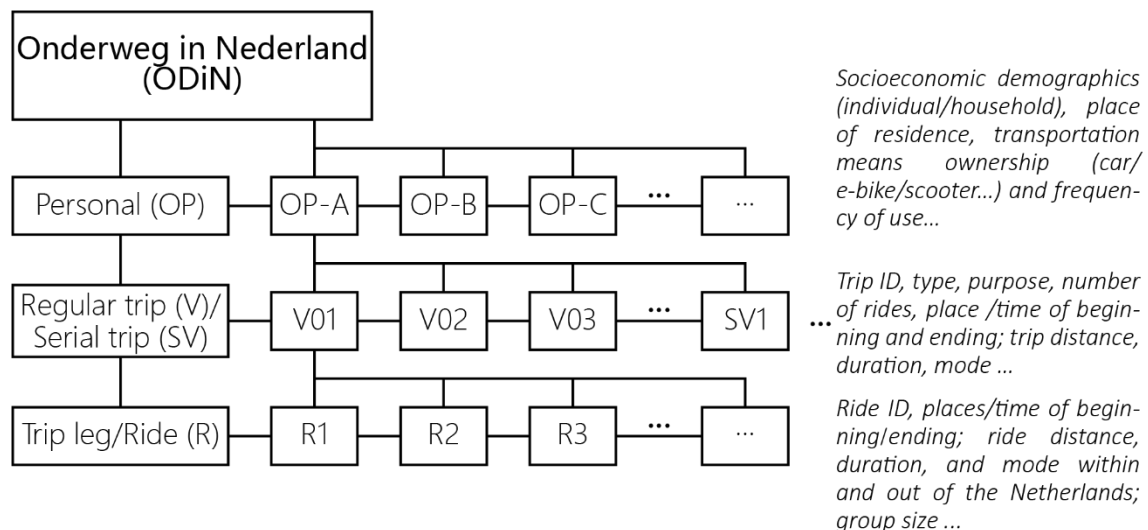 Onderweg in Nederland
(ODiN)
Socioeconomic demographics
(individual/household), place
of residence, transportation
means ownership (car/
e-bike/scooter...) and frequen-
cy of use...
Personal (OP)
OP-A
OP-B
OP-C
...
...
Regular trip (V)/
Serial trip (SV)
V01
V02
V03
...
SV1
...
Trip ID, type, purpose, number
of rides, place /time of begin-
ning and ending; trip distance,
duration, mode ...
Trip leg/Ride (R)
R1
R2
R3
...
...
Ride ID, places/time of begin-
ning/ending; ride distance,
duration, and mode within
and out of the Netherlands;
group size ...